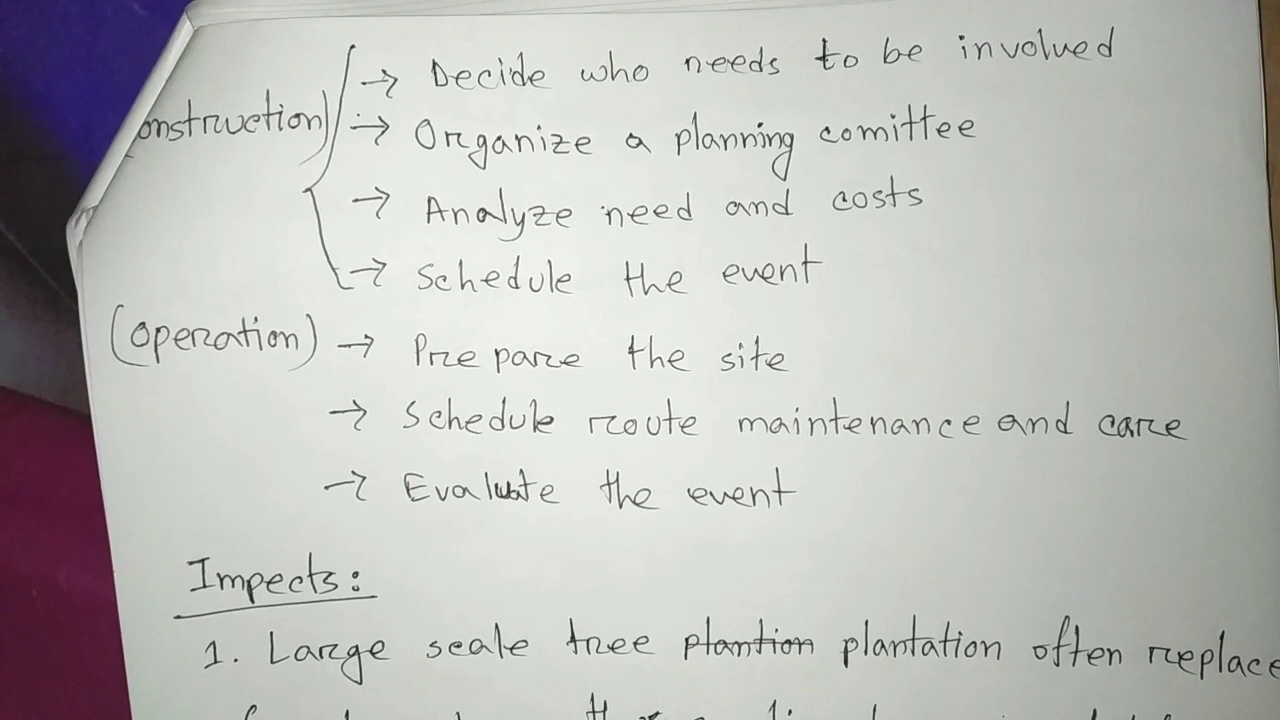 → Decide who needs to be involved
onstruction) → Organize a planning comittee
→ Analyze need and costs
→ Schedule the event
(operation) → Prepare the site
→ Schedule route maintenance and care
→ Evaluate the event
Impects:
1. Large scale tree plantion plantation often replace